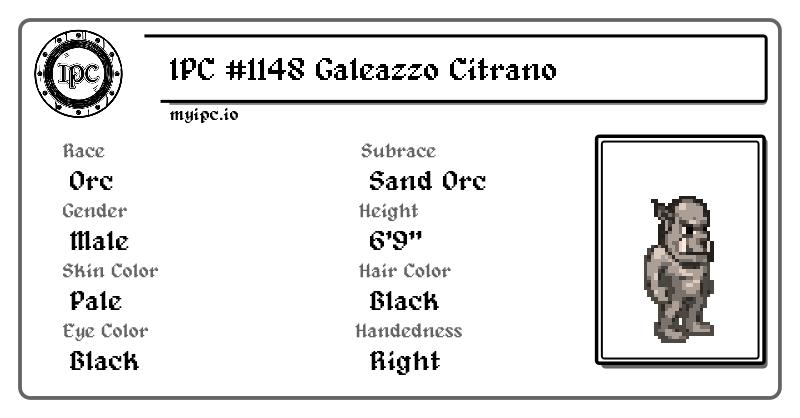 IPC
IPC #1148 Galeazzo Citrano
myipc.io
Race
Orc
Subrace
Sand Orc
Gender
Male
Height
6'9"
Skin Color
Pale
Hair Color
Black
Eye Color
Black
Handedness
Right